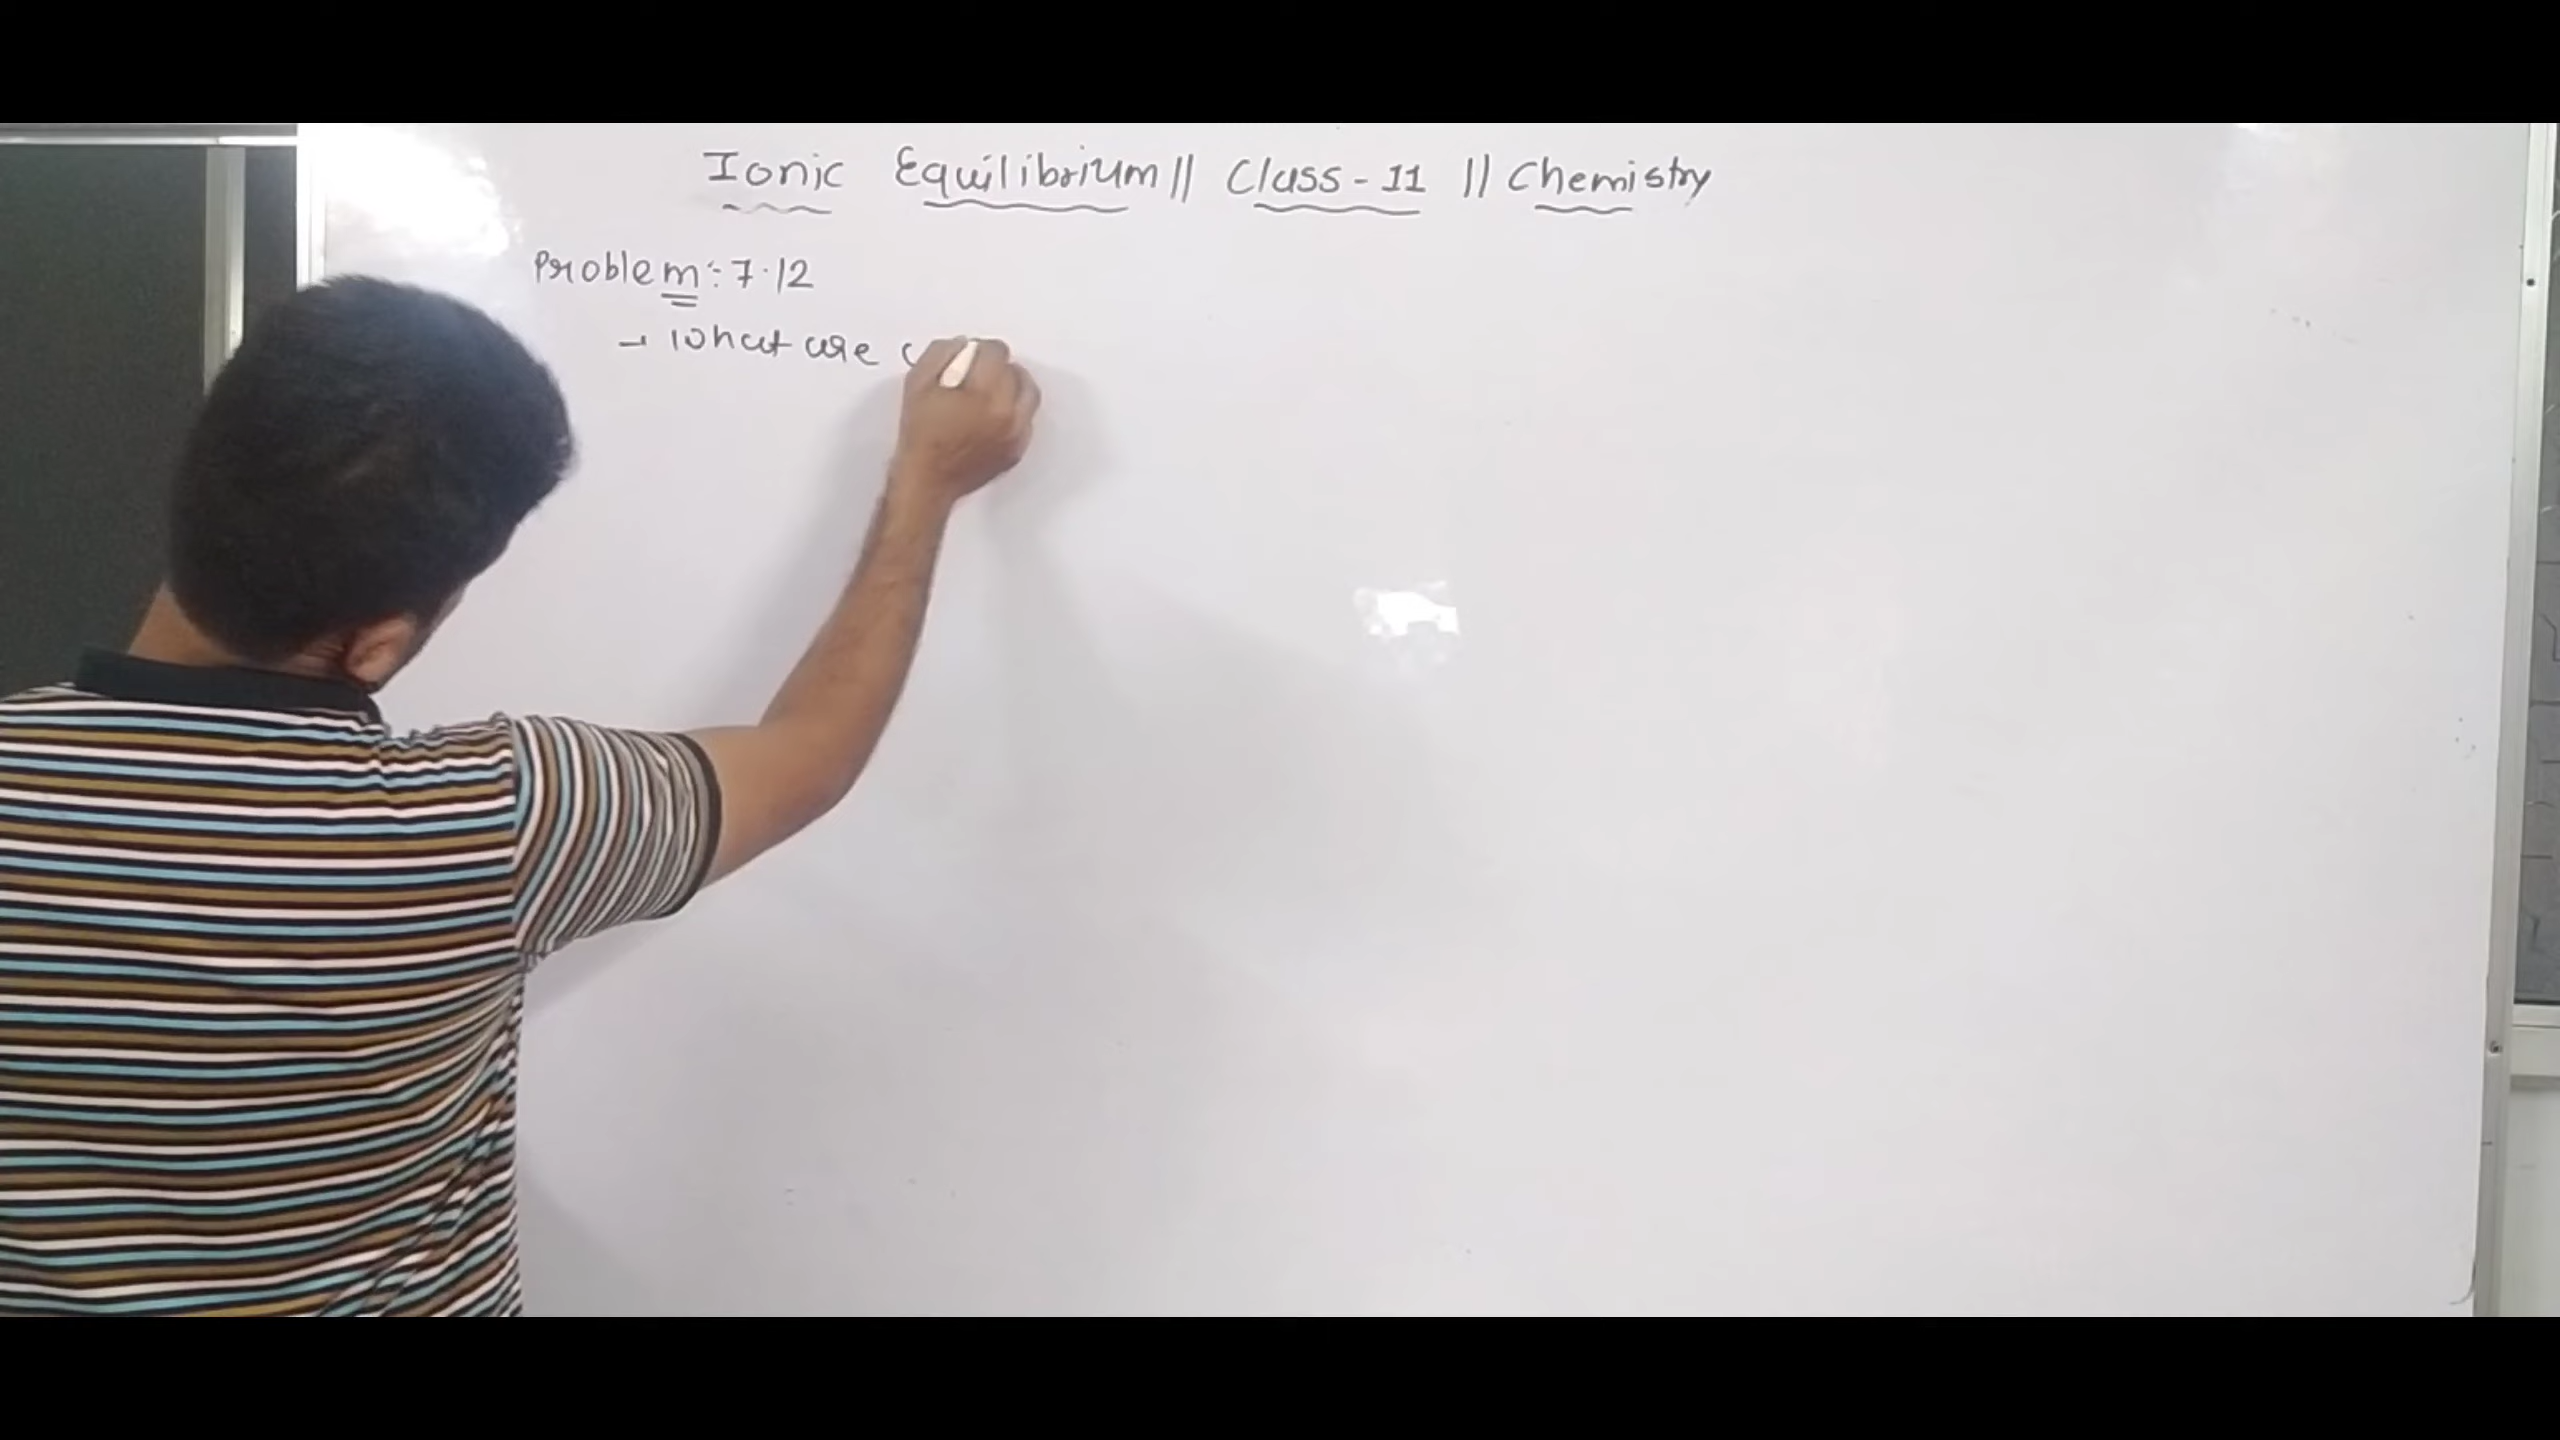 Ionic Equilibrium || Class - 11 || Chemistry
Problem :- 7.12
→ What are